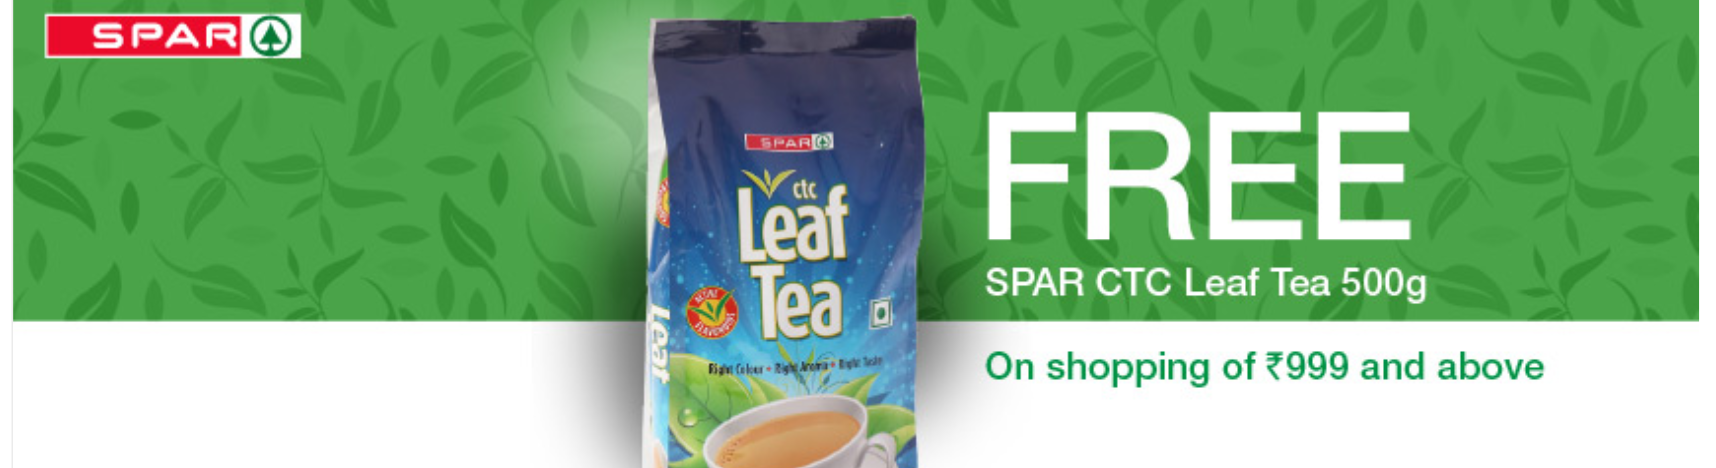 SPAR
SPAR
ctc
Leaf
Tea
Leaf
Right Colour • Right Aroma • Right Taste
FREE
SPAR CTC Leaf Tea 500g
On shopping of ₹999 and above